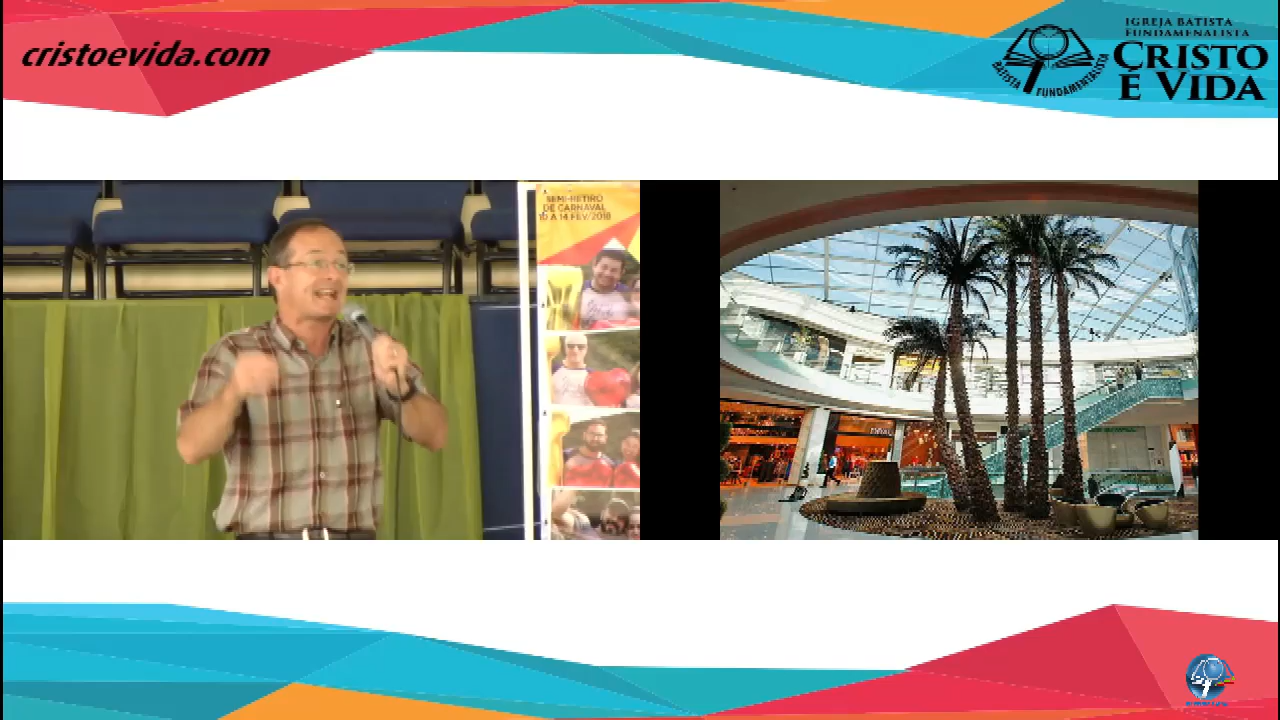 cristoevida.com
IGREJA BATISTA
FUNDAMENALISTA
CRISTO
É VIDA
BATISTA FUNDAMENTALISTA
SEMI-RETIRO
DE CARNAVAL
10 A 14 FEV/2018